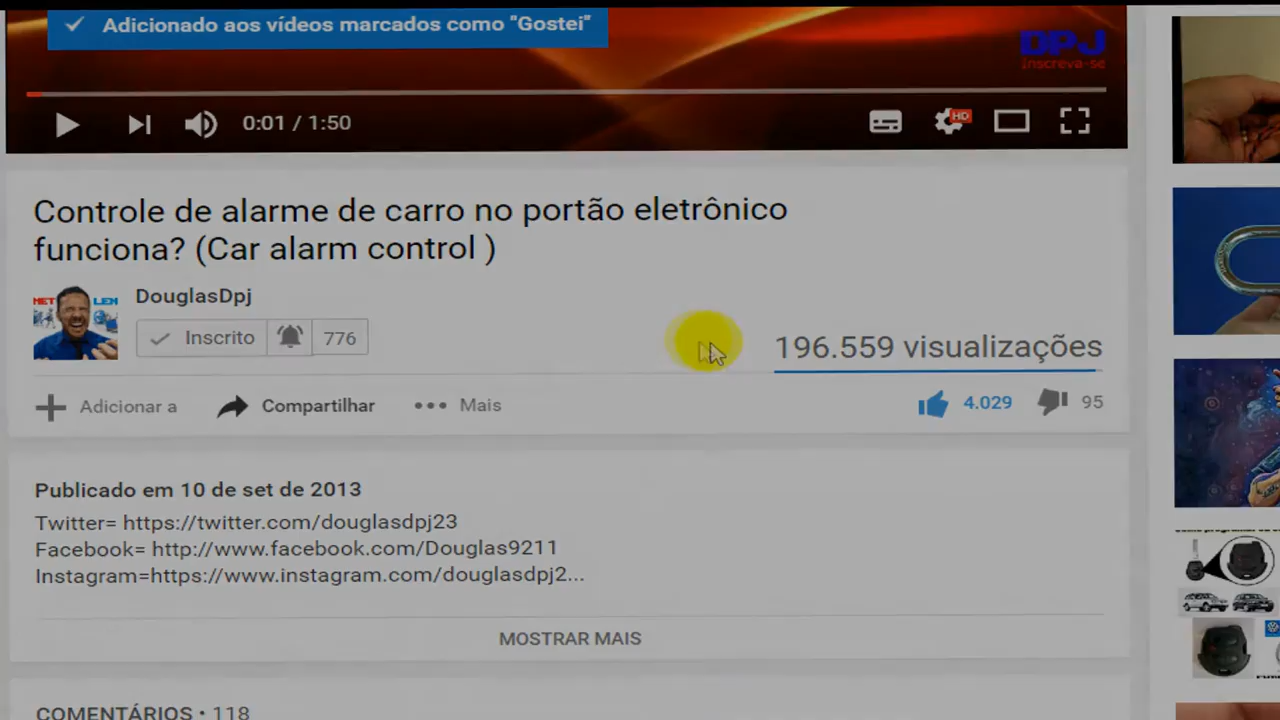 Adicionado aos vídeos marcados como "Gostei"
DPJ
Inscreva-se
0:01 / 1:50
HD
Controle de alarme de carro no portão eletrônico
funciona? (Car alarm control )
DouglasDpj
Inscrito 776
196.559 visualizações
Adicionar a Compartilhar Mais
4.029 95
Publicado em 10 de set de 2013
Twitter= https://twitter.com/douglasdpj23
Facebook= http://www.facebook.com/Douglas9211
Instagram=https://www.instagram.com/douglasdpj2...
MOSTRAR MAIS
COMENTÁRIOS • 118